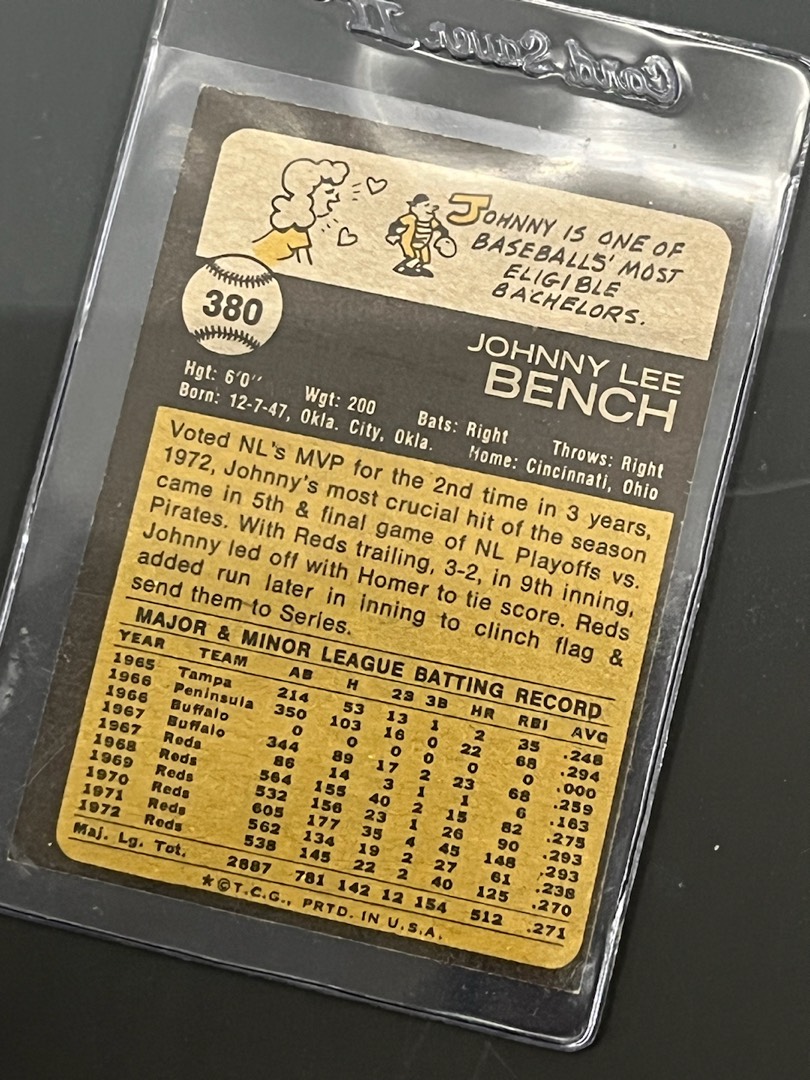 Card Saver II
JOHNNY IS ONE OF
BASEBALLS' MOST
ELIGIBLE
BACHELORS.
380
JOHNNY LEE
BENCH
Hgt: 6'0" Wgt: 200 Bats: Right Throws: Right
Born: 12-7-47, Okla. City, Okla. Home: Cincinnati, Ohio
Voted NL's MVP for the 2nd time in 3 years,
1972, Johnny's most crucial hit of the season
came in 5th & final game of NL Playoffs vs.
Pirates. With Reds trailing, 3-2, in 9th inning,
Johnny led off with Homer to tie score. Reds
added run later in inning to clinch flag &
send them to Series.
MAJOR & MINOR LEAGUE BATTING RECORD
YEAR TEAM AB H 2B 3B HR RBI AVG
1965 Tampa 214 53 13 1 2 35 .248
1966 Peninsula 350 103 16 0 22 68 .294
1966 Buffalo 0 0 0 0 0 0 .000
1967 Buffalo 344 89 17 2 23 68 .259
1967 Reds 86 14 3 1 1 6 .163
1968 Reds 564 155 40 2 15 82 .275
1969 Reds 532 156 23 1 26 90 .293
1970 Reds 605 177 35 4 45 148 .293
1971 Reds 562 134 19 2 27 61 .238
1972 Reds 538 145 22 2 40 125 .270
Maj. Lg. Tot. 2887 781 142 12 154 512 .271
*©T.C.G., PRTD. IN U.S.A.